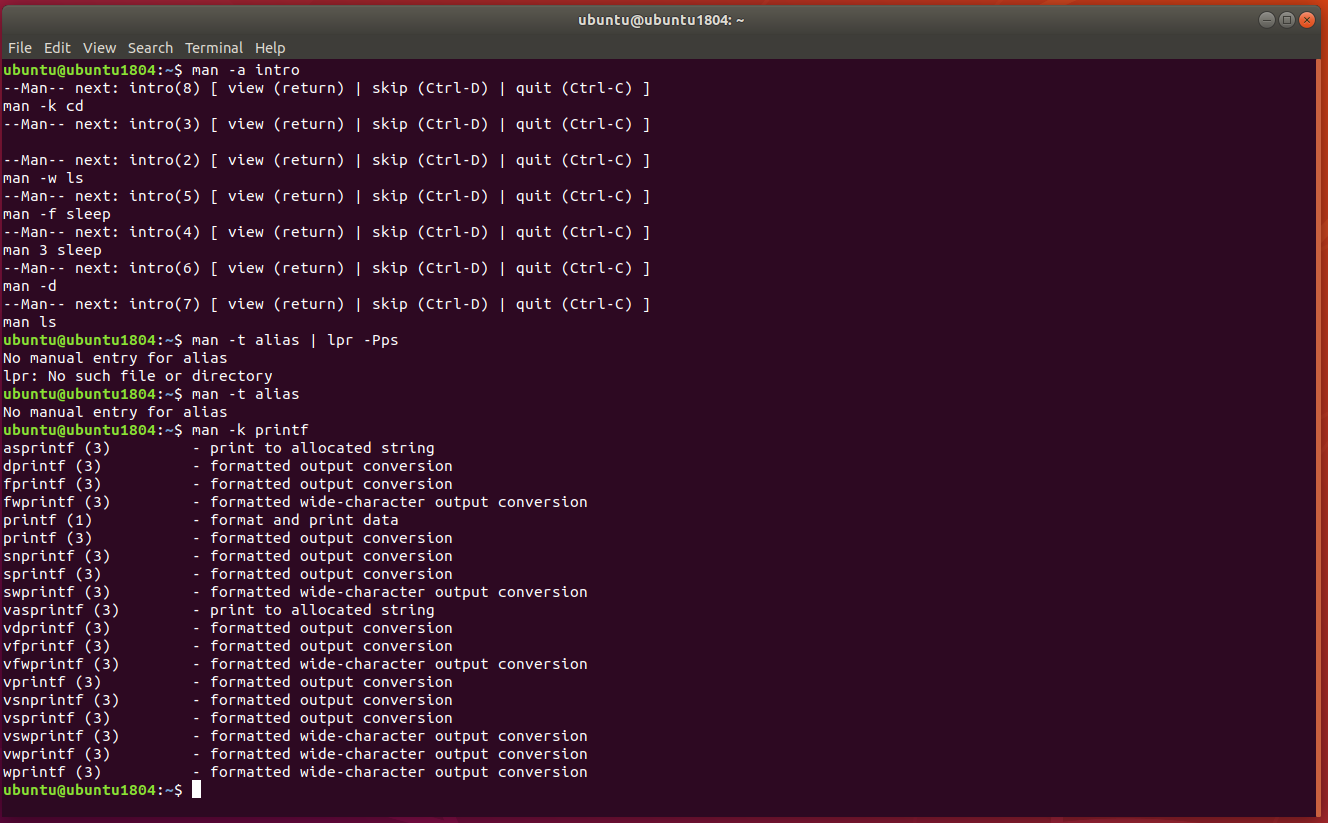 ubuntu@ubuntu1804: ~
File Edit View Search Terminal Help
ubuntu@ubuntu1804:~$ man -a intro
--Man-- next: intro(8) [ view (return) | skip (Ctrl-D) | quit (Ctrl-C) ]
man -k cd
--Man-- next: intro(3) [ view (return) | skip (Ctrl-D) | quit (Ctrl-C) ]
--Man-- next: intro(2) [ view (return) | skip (Ctrl-D) | quit (Ctrl-C) ]
man -w ls
--Man-- next: intro(5) [ view (return) | skip (Ctrl-D) | quit (Ctrl-C) ]
man -f sleep
--Man-- next: intro(4) [ view (return) | skip (Ctrl-D) | quit (Ctrl-C) ]
man 3 sleep
--Man-- next: intro(6) [ view (return) | skip (Ctrl-D) | quit (Ctrl-C) ]
man -d
--Man-- next: intro(7) [ view (return) | skip (Ctrl-D) | quit (Ctrl-C) ]
man ls
ubuntu@ubuntu1804:~$ man -t alias | lpr -Pps
No manual entry for alias
lpr: No such file or directory
ubuntu@ubuntu1804:~$ man -t alias
No manual entry for alias
ubuntu@ubuntu1804:~$ man -k printf
asprintf (3)         - print to allocated string
dprintf (3)          - formatted output conversion
fprintf (3)          - formatted output conversion
fwprintf (3)         - formatted wide-character output conversion
printf (1)           - format and print data
printf (3)           - formatted output conversion
snprintf (3)         - formatted output conversion
sprintf (3)          - formatted output conversion
swprintf (3)         - formatted wide-character output conversion
vasprintf (3)        - print to allocated string
vdprintf (3)         - formatted output conversion
vfprintf (3)         - formatted output conversion
vfwprintf (3)        - formatted wide-character output conversion
vprintf (3)          - formatted output conversion
vsnprintf (3)        - formatted output conversion
vsprintf (3)         - formatted output conversion
vswprintf (3)        - formatted wide-character output conversion
vwprintf (3)         - formatted wide-character output conversion
wprintf (3)          - formatted wide-character output conversion
ubuntu@ubuntu1804:~$